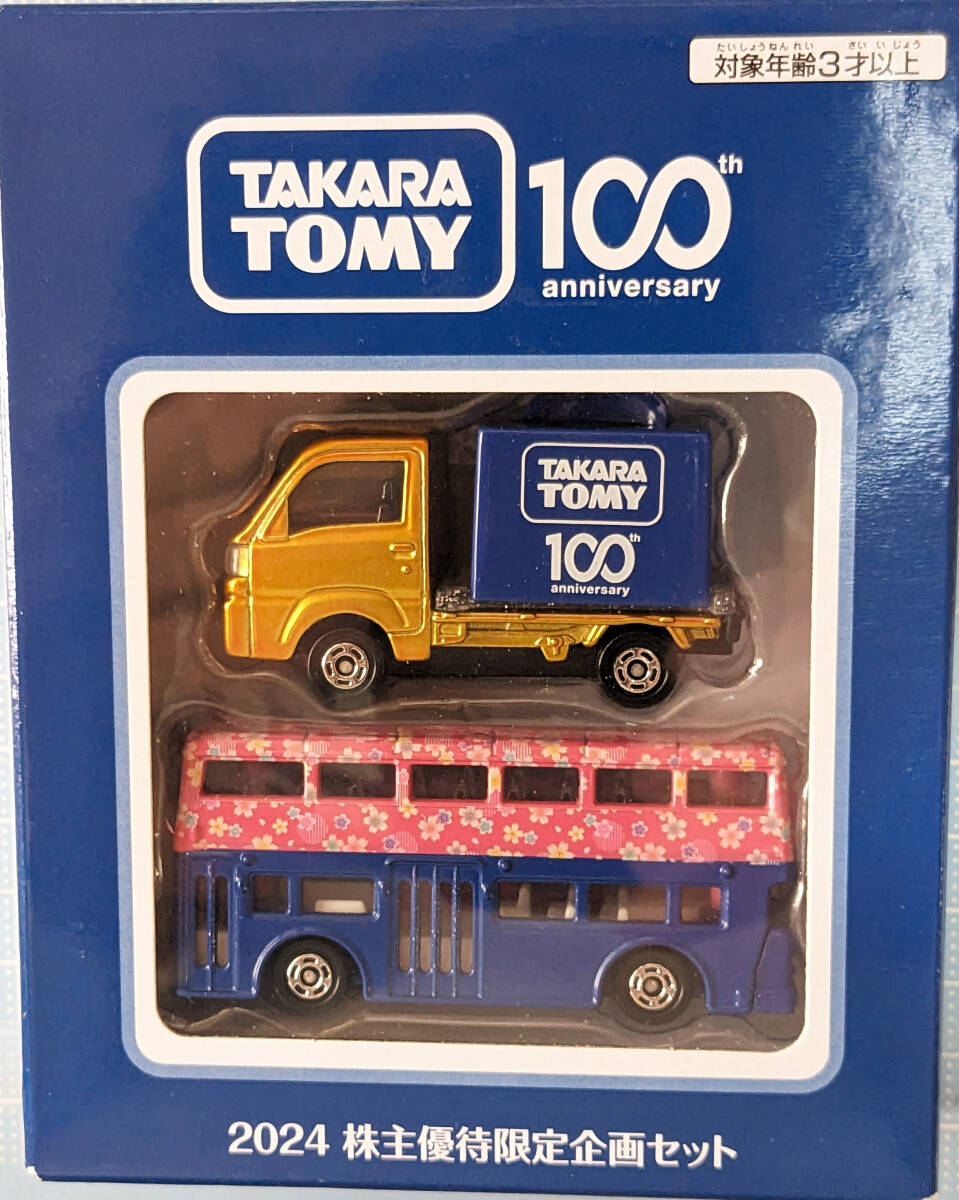 たいしょうねんれい さいいじょう
対象年齢3才以上
TAKARA
TOMY
100th
anniversary
TAKARA
TOMY
100th
anniversary
2024 株主優待限定企画セット